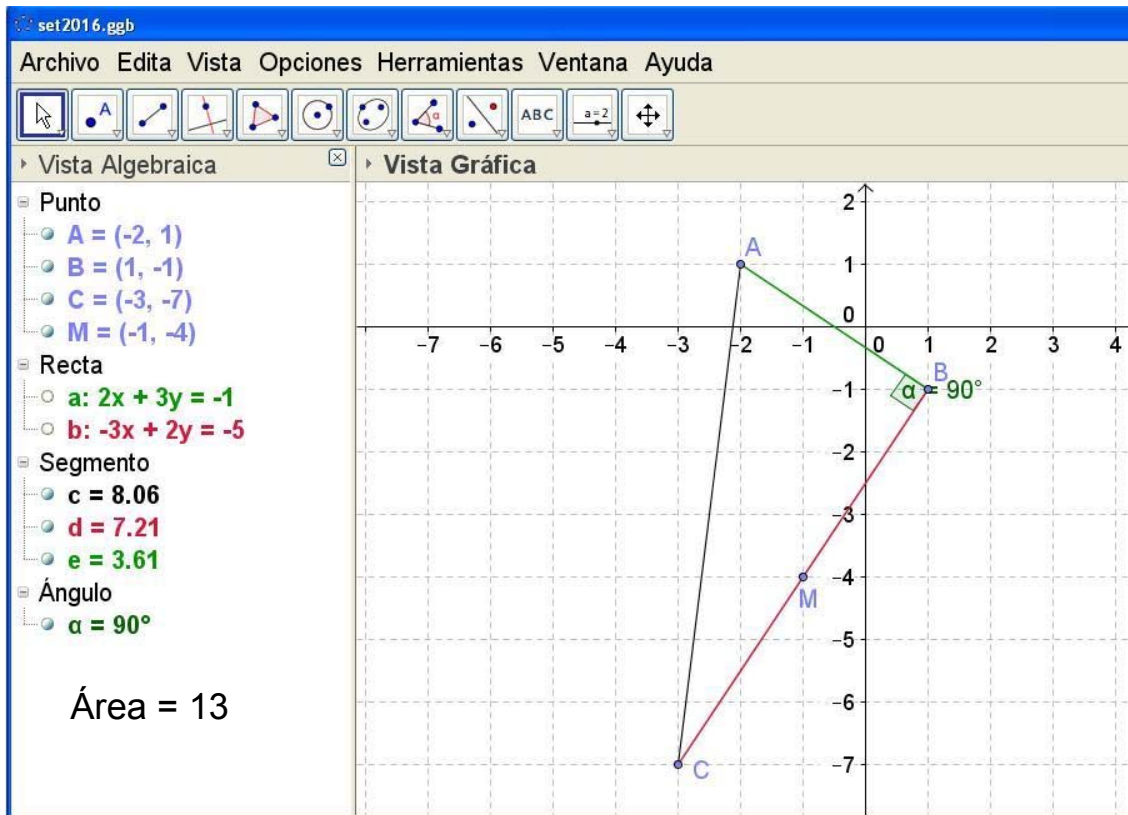 set2016.ggb
Archivo Edita Vista Opciones Herramientas Ventana Ayuda
A α ABC a=2
Vista Algebraica
Punto
A = (-2, 1)
B = (1, -1)
C = (-3, -7)
M = (-1, -4)
Recta
a: 2x + 3y = -1
b: -3x + 2y = -5
Segmento
c = 8.06
d = 7.21
e = 3.61
Ángulo
α = 90°
Área = 13
Vista Gráfica
2
A
1
0
-7 -6 -5 -4 -3 -2 -1 0 1 2 3 4
B
-1 α = 90°
-2
-3
-4
M
-5
-6
-7
C